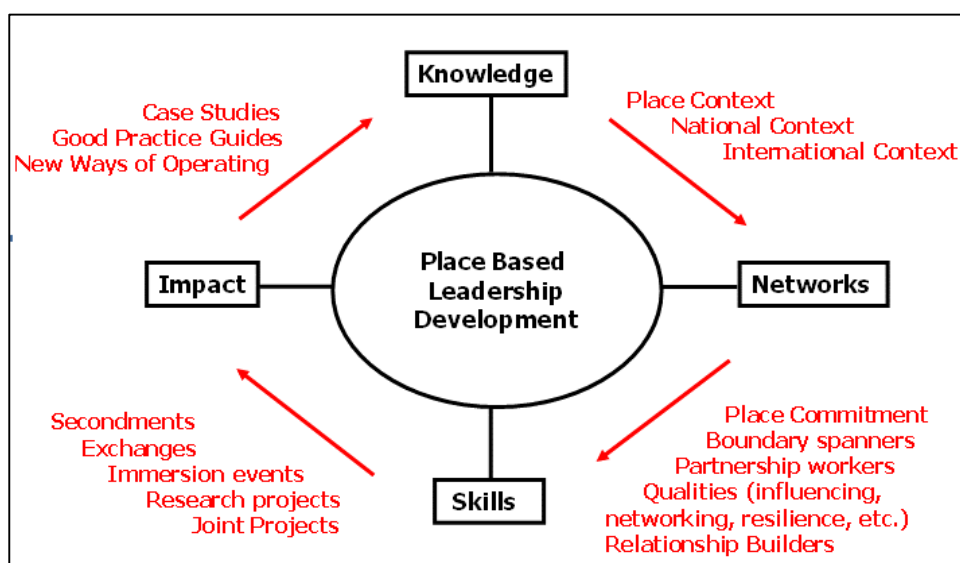 Knowledge
Case Studies
Good Practice Guides
New Ways of Operating
Place Context
National Context
International Context
Impact
Place Based
Leadership
Development
Networks
Secondments
Exchanges
Immersion events
Research projects
Joint Projects
Skills
Place Commitment
Boundary spanners
Partnership workers
Qualities (influencing,
networking, resilience, etc.)
Relationship Builders